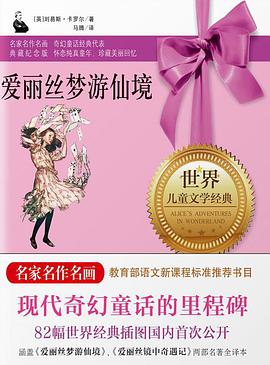 [英]刘易斯·卡罗尔/著
马腾/译
名家名作名画 奇幻童话经典代表
典藏纪念版 怀恋纯真童年，珍藏美丽回忆
爱丽丝梦游仙境
世界
儿童文学经典
ALICE'S ADVENTURES
IN WONDERLAND
名家名作名画
教育部语文新课程标准推荐书目
现代奇幻童话的里程碑
82幅世界经典插图国内首次公开
涵盖《爱丽丝梦游仙境》、《爱丽丝镜中奇遇记》两部名著全译本